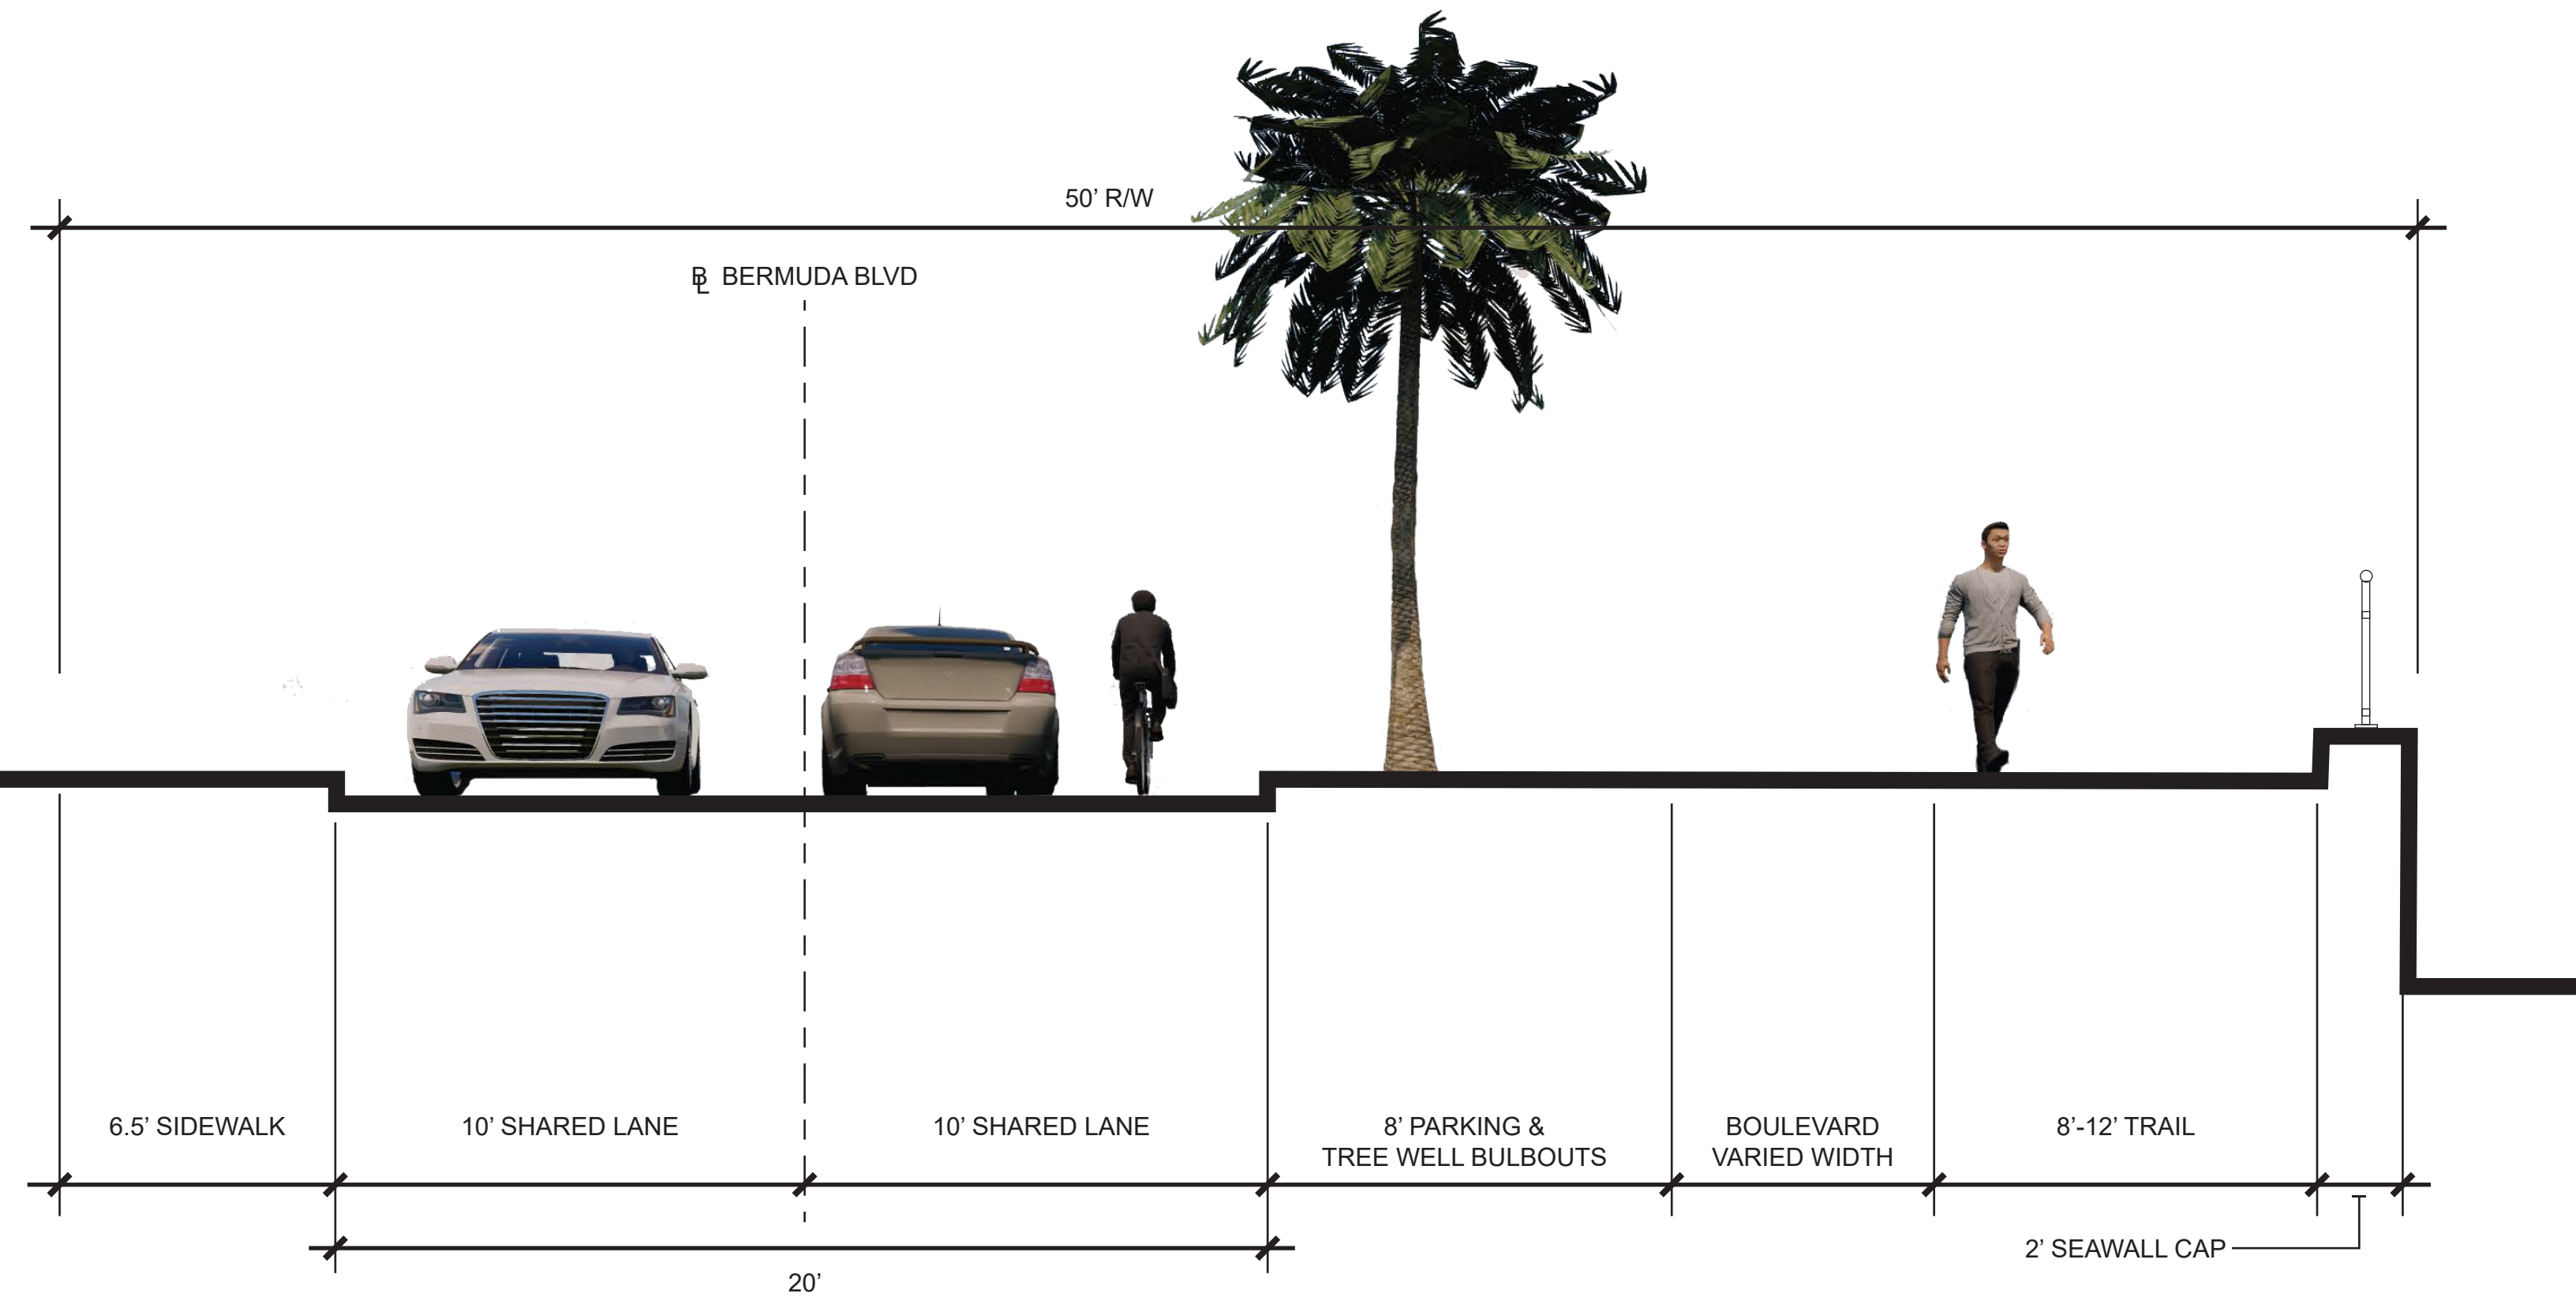 50’ R/W
BL BERMUDA BLVD
6.5’ SIDEWALK
10’ SHARED LANE
10’ SHARED LANE
8’ PARKING &
TREE WELL BULBOUTS
BOULEVARD
VARIED WIDTH
8’-12’ TRAIL
2’ SEAWALL CAP
20’